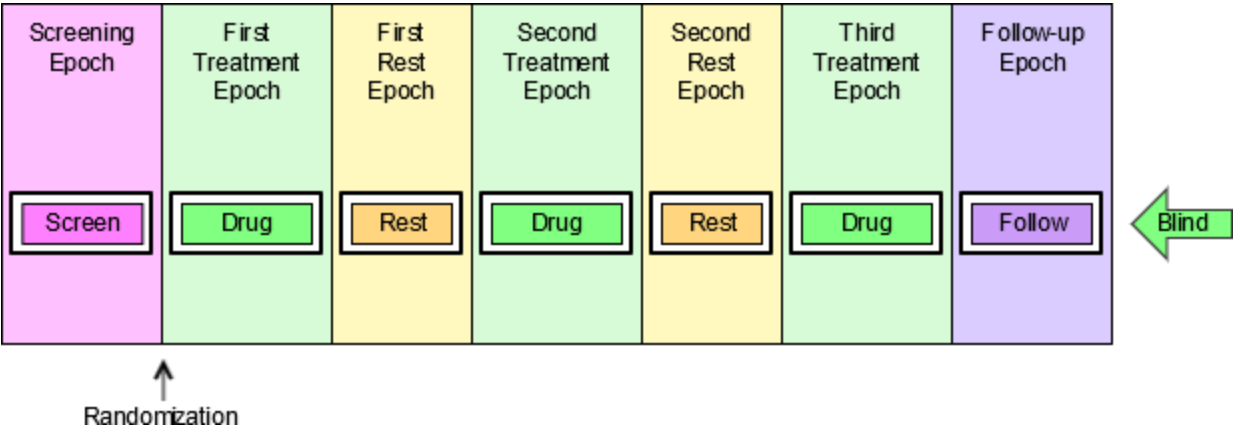 Screening
Epoch
First
Treatment
Epoch
First
Rest
Epoch
Second
Treatment
Epoch
Second
Rest
Epoch
Third
Treatment
Epoch
Follow-up
Epoch
Screen
Drug
Rest
Drug
Rest
Drug
Follow
Blind
Randomization